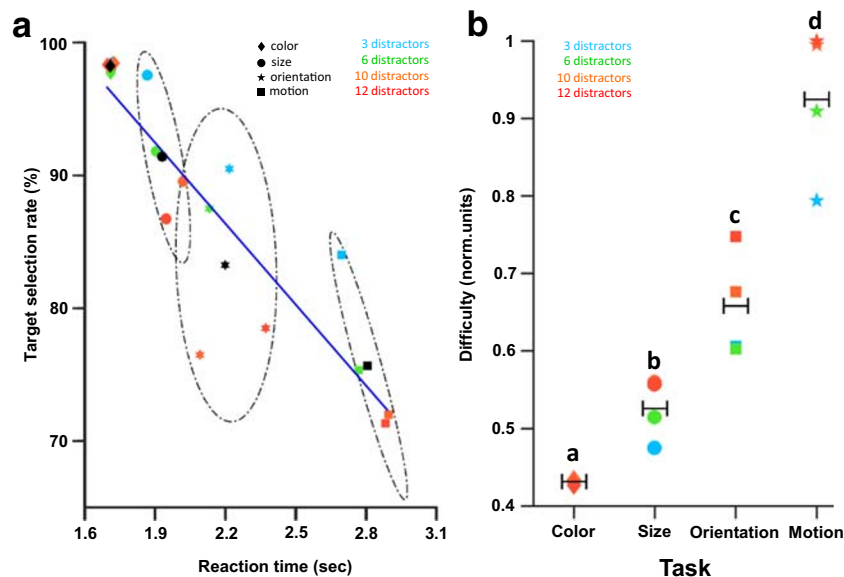 a
color
size
orientation
motion
3 distractors
6 distractors
10 distractors
12 distractors
100
90
80
70
Target selection rate (%)
1.6 1.9 2.2 2.5 2.8 3.1
Reaction time (sec)
b
3 distractors
6 distractors
10 distractors
12 distractors
1
0.9
0.8
0.7
0.6
0.5
0.4
Difficulty (norm.units)
a
b
c
d
Color Size Orientation Motion
Task